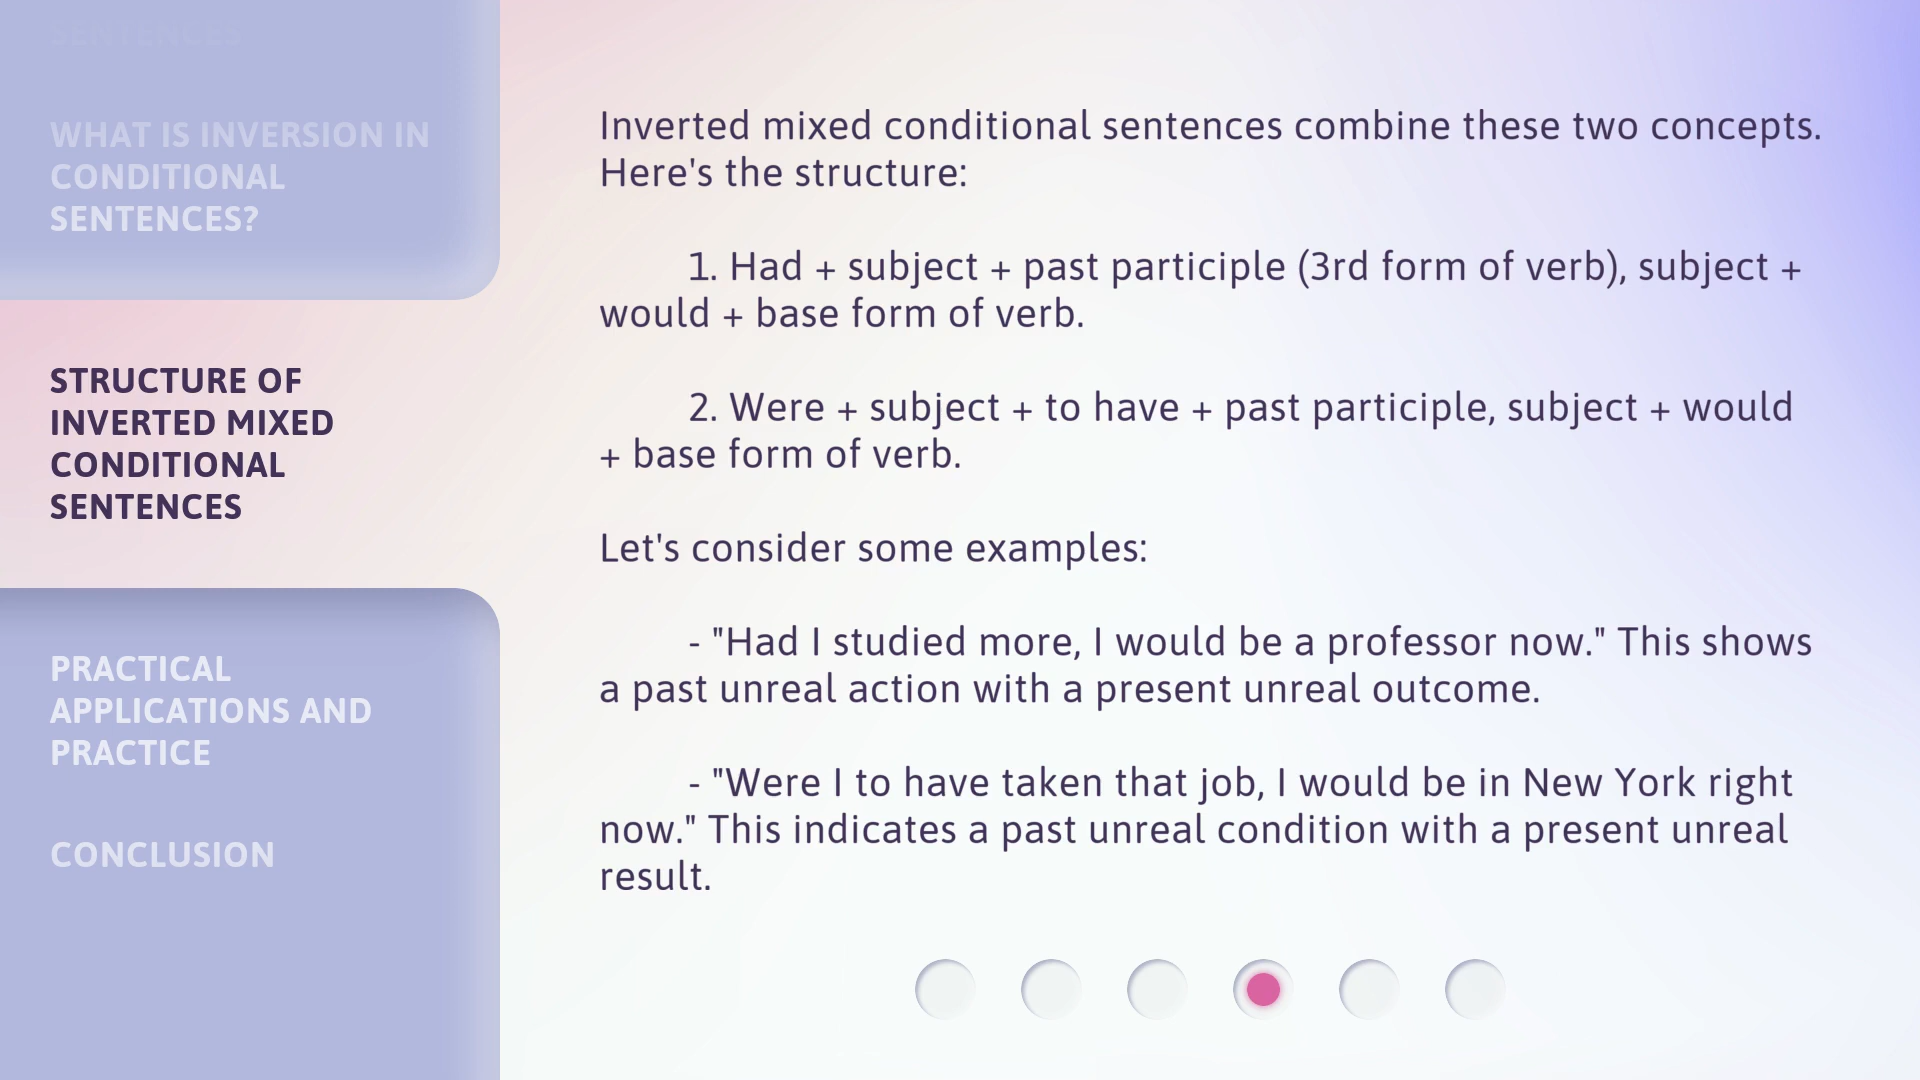 SENTENCES
WHAT IS INVERSION IN
CONDITIONAL
SENTENCES?
STRUCTURE OF
INVERTED MIXED
CONDITIONAL
SENTENCES
PRACTICAL
APPLICATIONS AND
PRACTICE
CONCLUSION
Inverted mixed conditional sentences combine these two concepts.
Here's the structure:
1. Had + subject + past participle (3rd form of verb), subject +
would + base form of verb.
2. Were + subject + to have + past participle, subject + would
+ base form of verb.
Let's consider some examples:
- "Had I studied more, I would be a professor now." This shows
a past unreal action with a present unreal outcome.
- "Were I to have taken that job, I would be in New York right
now." This indicates a past unreal condition with a present unreal
result.